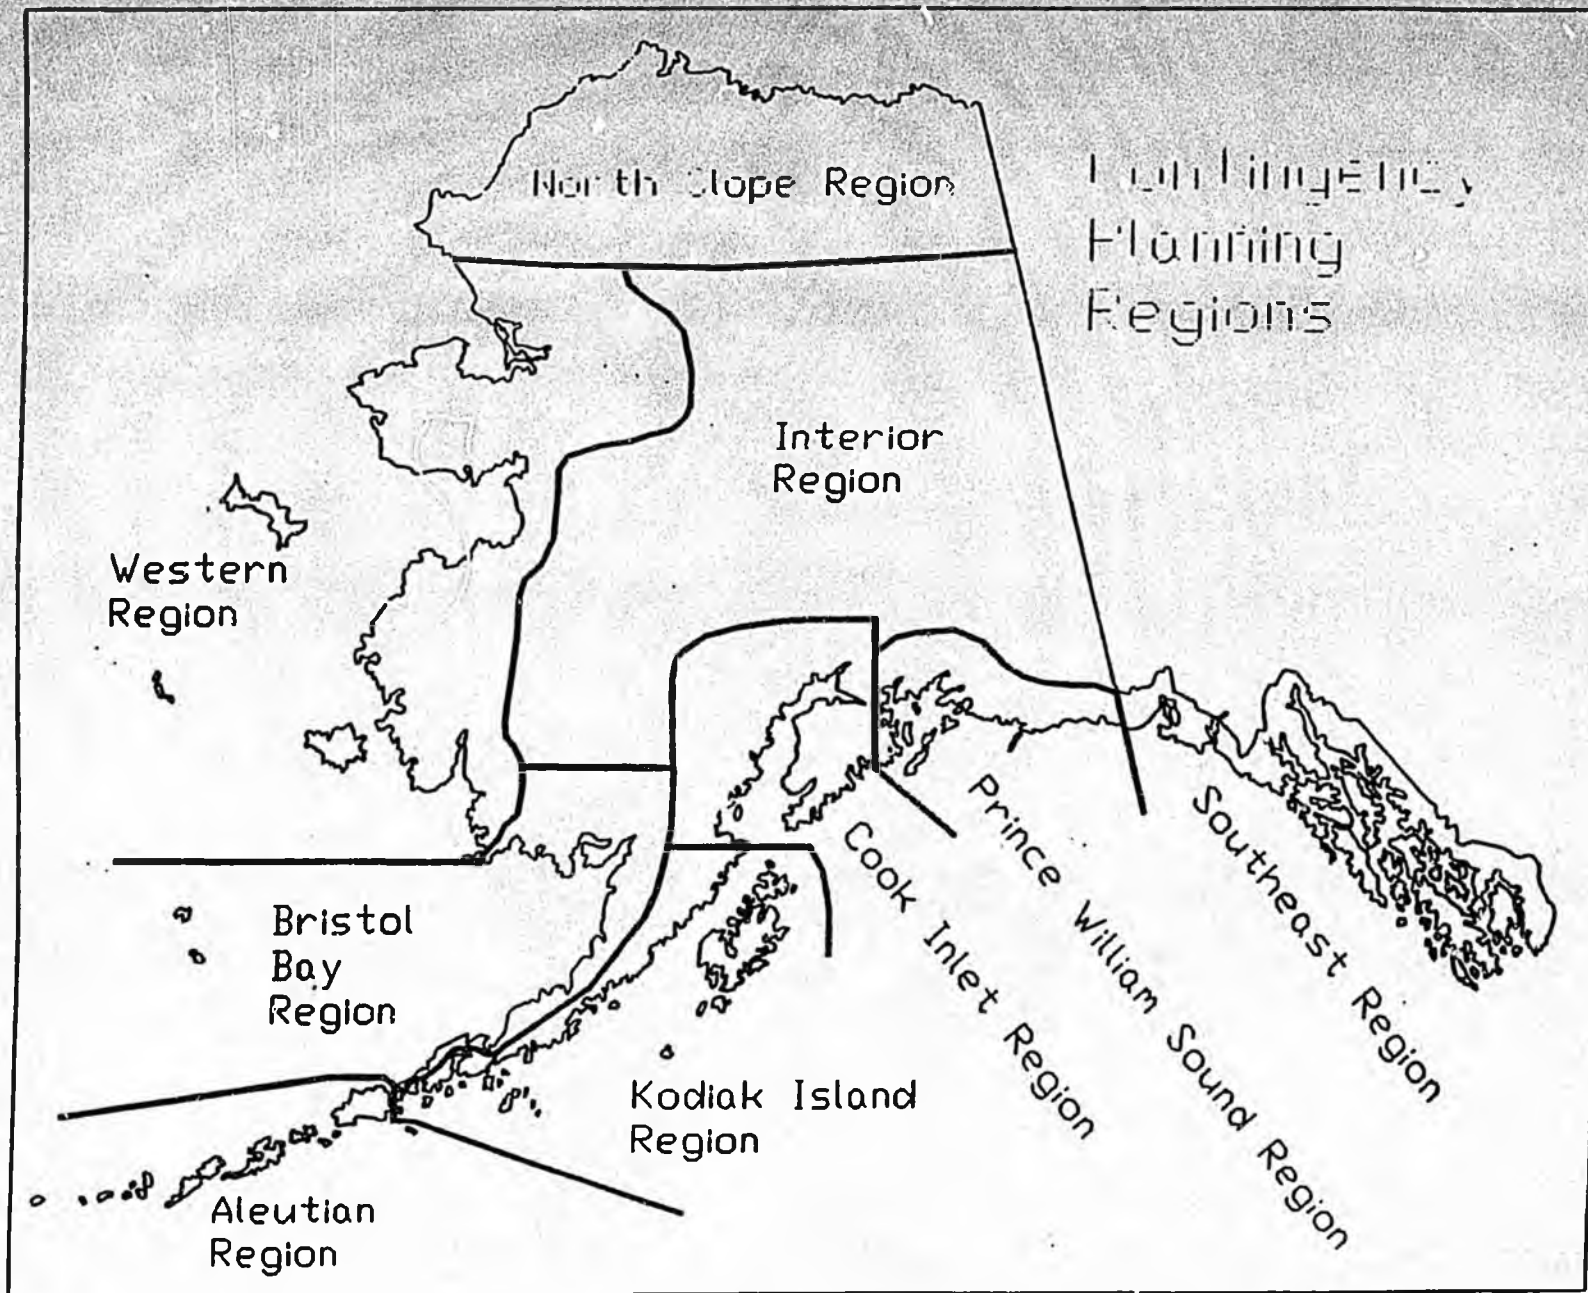 North Slope Region
Contingency
Planning
Regions
Interior
Region
Western
Region
Bristol
Bay
Region
Aleutian
Region
Kodiak Island
Region
Cook Inlet Region
Prince William Sound Region
Southeast Region